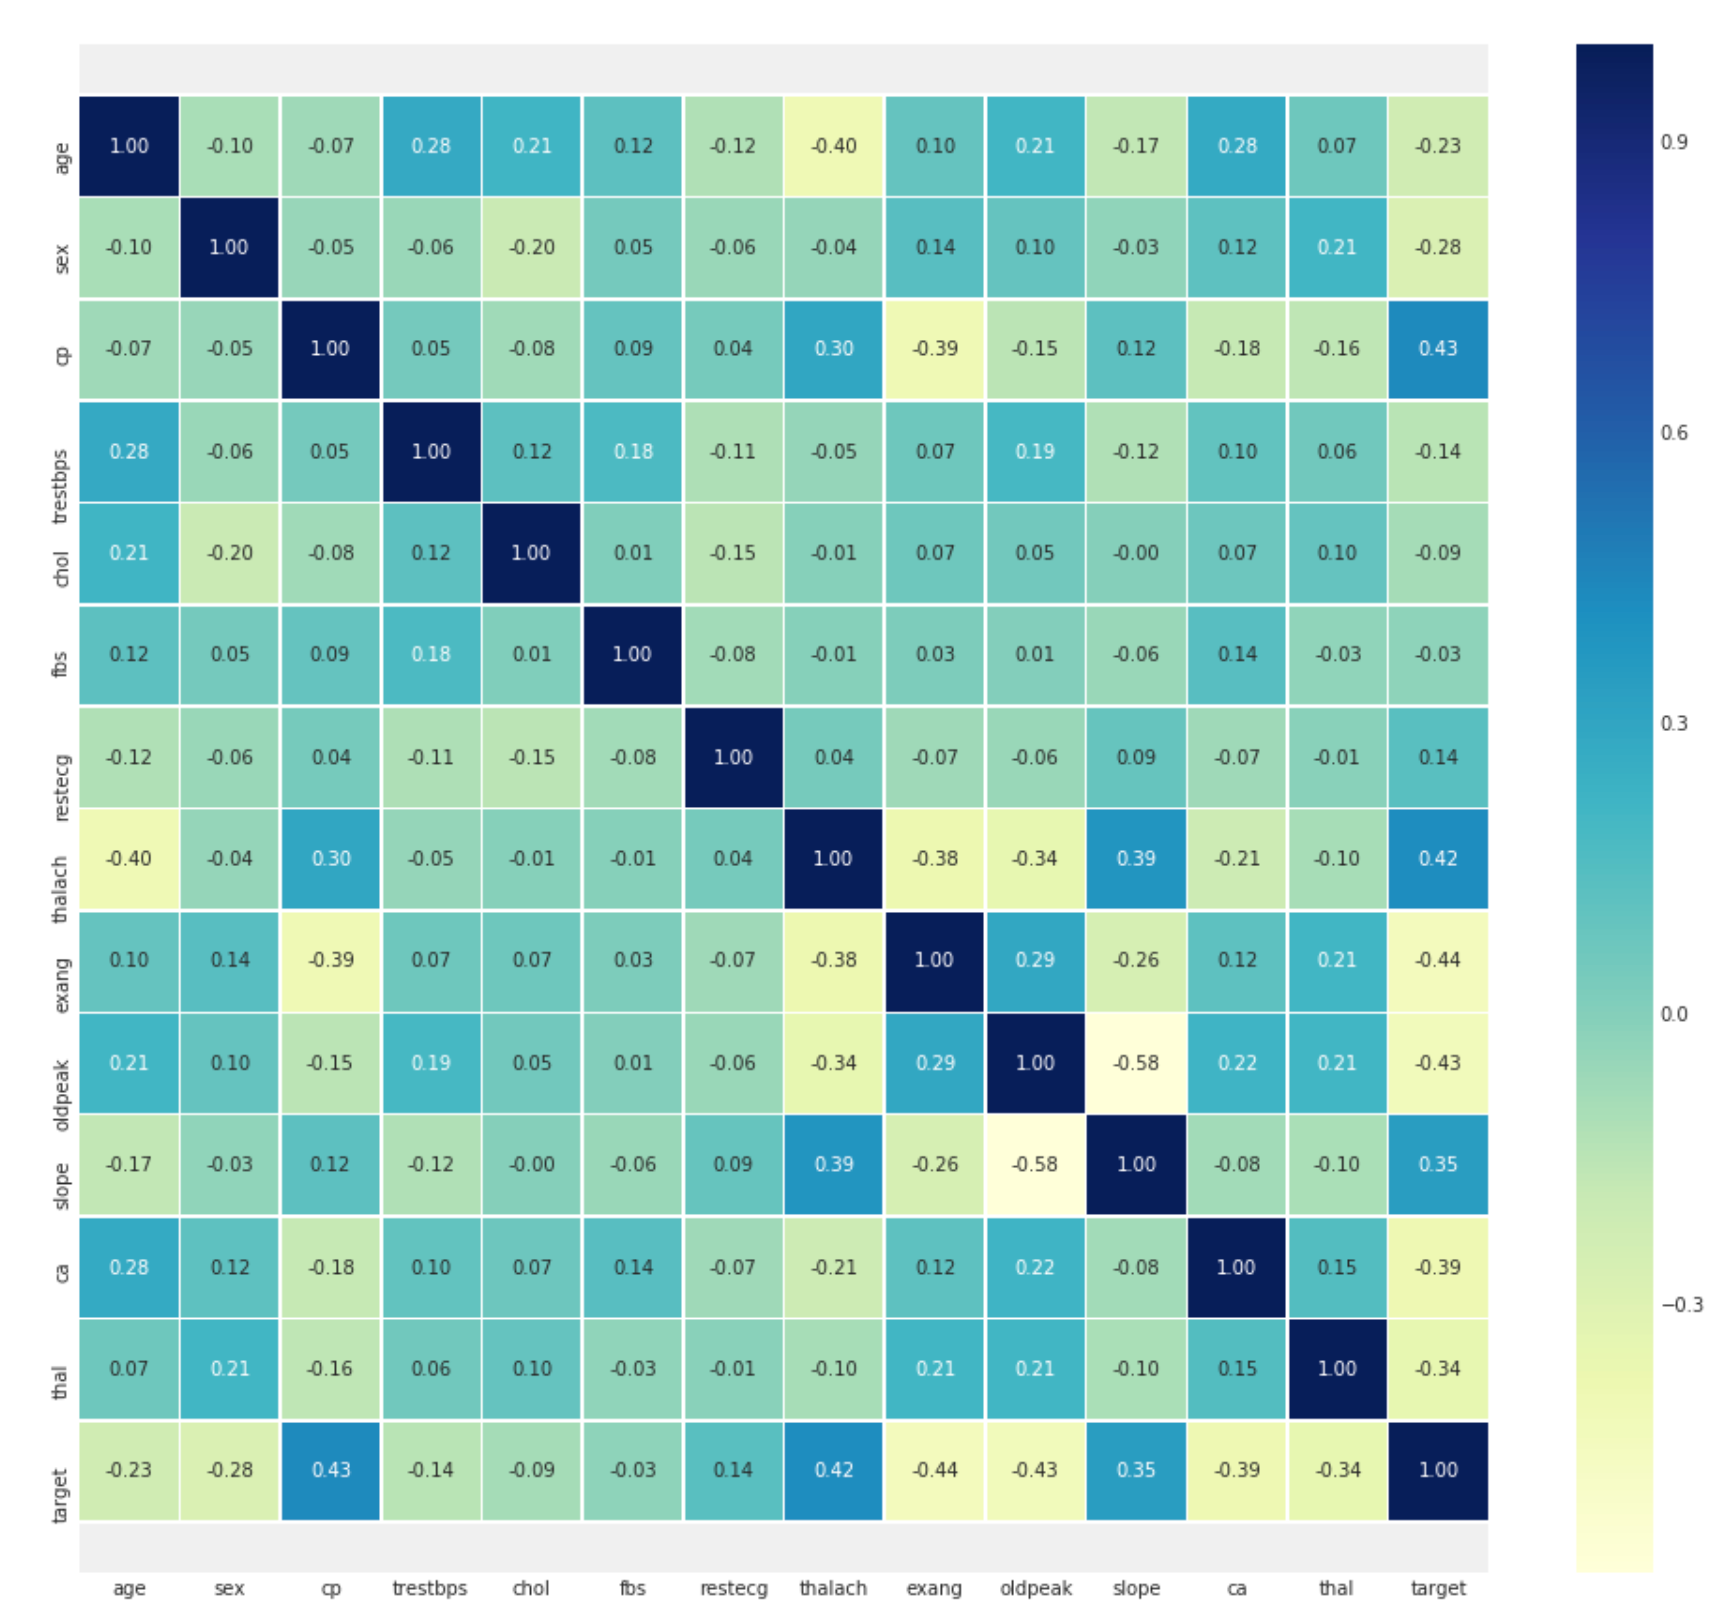 age 1.00 -0.10 -0.07 0.28 0.21 0.12 -0.12 -0.40 0.10 0.21 -0.17 0.28 0.07 -0.23
sex -0.10 1.00 -0.05 -0.06 -0.20 0.05 -0.06 -0.04 0.14 0.10 -0.03 0.12 0.21 -0.28
cp -0.07 -0.05 1.00 0.05 -0.08 0.09 0.04 0.30 -0.39 -0.15 0.12 -0.18 -0.16 0.43
trestbps 0.28 -0.06 0.05 1.00 0.12 0.18 -0.11 -0.05 0.07 0.19 -0.12 0.10 0.06 -0.14
chol 0.21 -0.20 -0.08 0.12 1.00 0.01 -0.15 -0.01 0.07 0.05 -0.00 0.07 0.10 -0.09
fbs 0.12 0.05 0.09 0.18 0.01 1.00 -0.08 -0.01 0.03 0.01 -0.06 0.14 -0.03 -0.03
restecg -0.12 -0.06 0.04 -0.11 -0.15 -0.08 1.00 0.04 -0.07 -0.06 0.09 -0.07 -0.01 0.14
thalach -0.40 -0.04 0.30 -0.05 -0.01 -0.01 0.04 1.00 -0.38 -0.34 0.39 -0.21 -0.10 0.42
exang 0.10 0.14 -0.39 0.07 0.07 0.03 -0.07 -0.38 1.00 0.29 -0.26 0.12 0.21 -0.44
oldpeak 0.21 0.10 -0.15 0.19 0.05 0.01 -0.06 -0.34 0.29 1.00 -0.58 0.22 0.21 -0.43
slope -0.17 -0.03 0.12 -0.12 -0.00 -0.06 0.09 0.39 -0.26 -0.58 1.00 -0.08 -0.10 0.35
ca 0.28 0.12 -0.18 0.10 0.07 0.14 -0.07 -0.21 0.12 0.22 -0.08 1.00 0.15 -0.39
thal 0.07 0.21 -0.16 0.06 0.10 -0.03 -0.01 -0.10 0.21 0.21 -0.10 0.15 1.00 -0.34
target -0.23 -0.28 0.43 -0.14 -0.09 -0.03 0.14 0.42 -0.44 -0.43 0.35 -0.39 -0.34 1.00
age sex cp trestbps chol fbs restecg thalach exang oldpeak slope ca thal target
0.9
0.6
0.3
0.0
−0.3